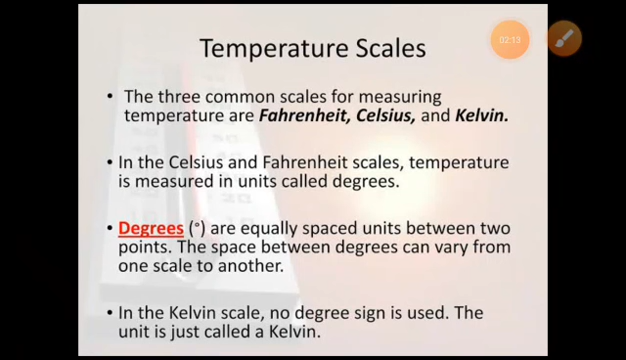 Temperature Scales
02:13
• The three common scales for measuring
temperature are Fahrenheit, Celsius, and Kelvin.
• In the Celsius and Fahrenheit scales, temperature
is measured in units called degrees.
• Degrees (°) are equally spaced units between two
points. The space between degrees can vary from
one scale to another.
• In the Kelvin scale, no degree sign is used. The
unit is just called a Kelvin.